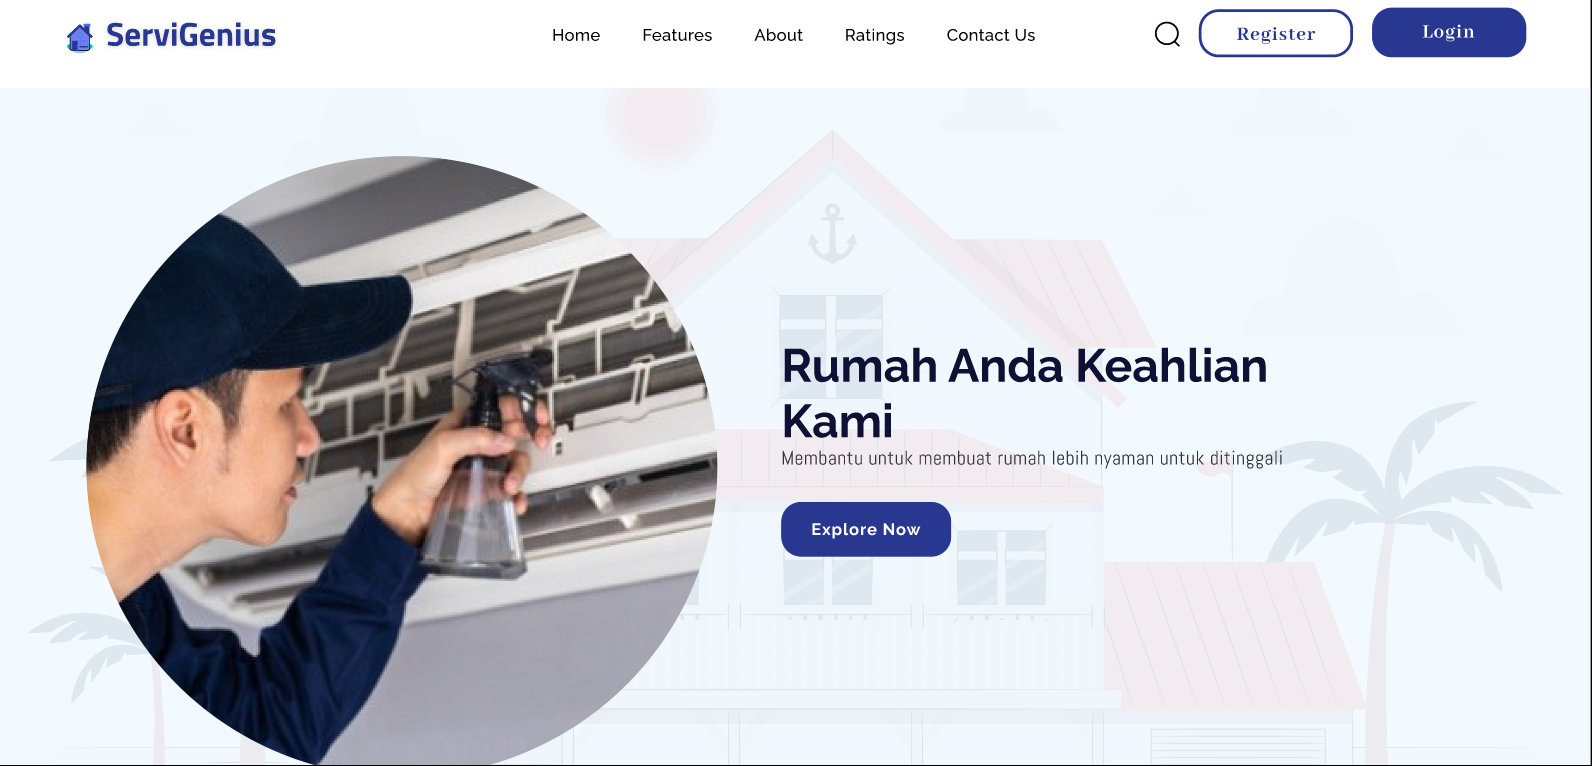 ServiGenius
Home
Features
About
Ratings
Contact Us
Register
Login
Rumah Anda Keahlian
Kami
Membantu untuk membuat rumah lebih nyaman untuk ditinggali
Explore Now